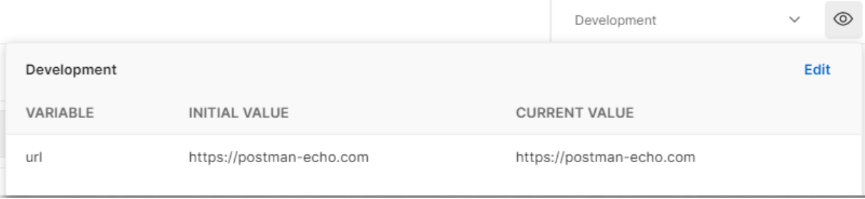 Development
Development Edit
VARIABLE INITIAL VALUE CURRENT VALUE
url https://postman-echo.com https://postman-echo.com